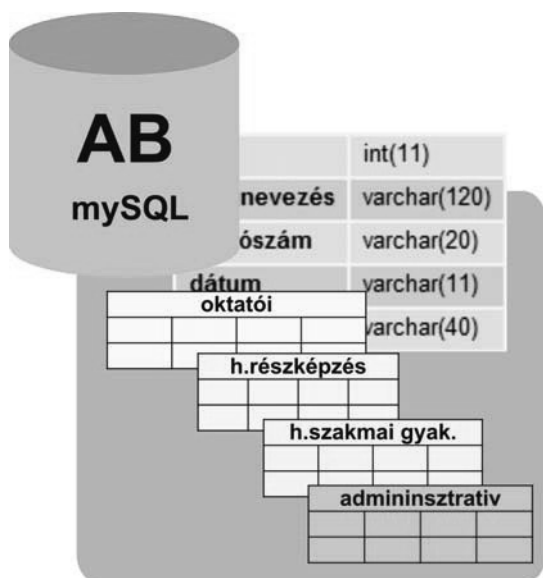 AB
mySQL
int(11)
nevezés varchar(120)
ószám varchar(20)
dátum varchar(11)
varchar(40)
oktatói
h.részképzés
h.szakmai gyak.
admininsztrativ